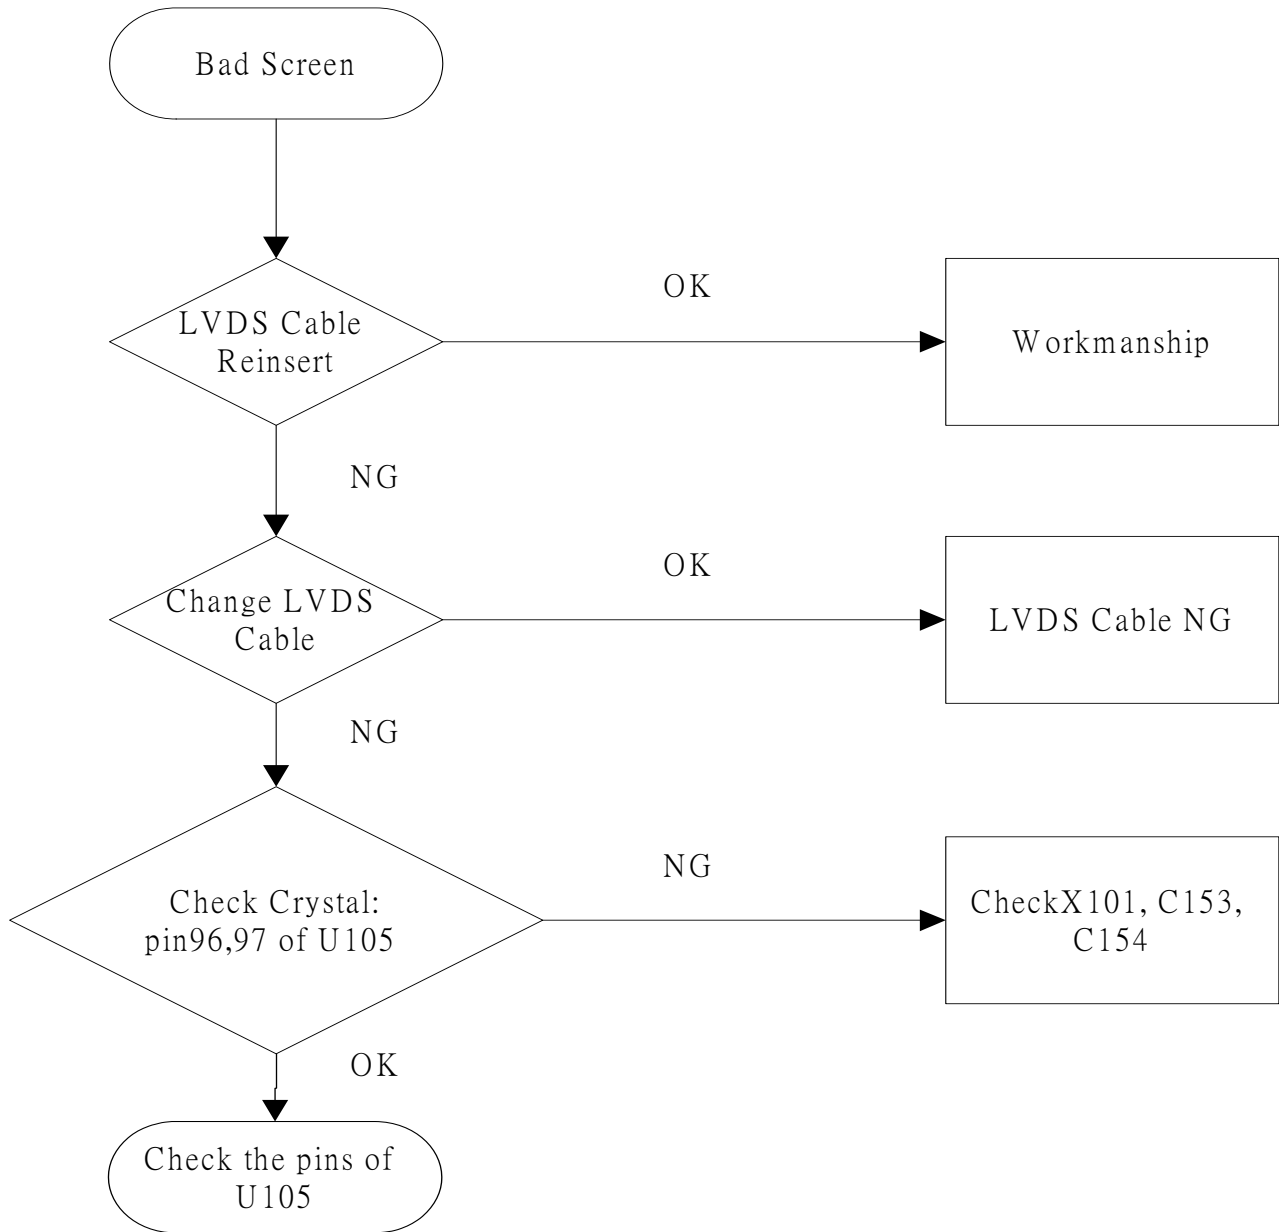 Bad Screen
LVDS Cable
Reinsert
OK
Workmanship
NG
Change LVDS
Cable
OK
LVDS Cable NG
NG
Check Crystal:
pin96,97 of U105
NG
CheckX101, C153,
C154
OK
Check the pins of
U105